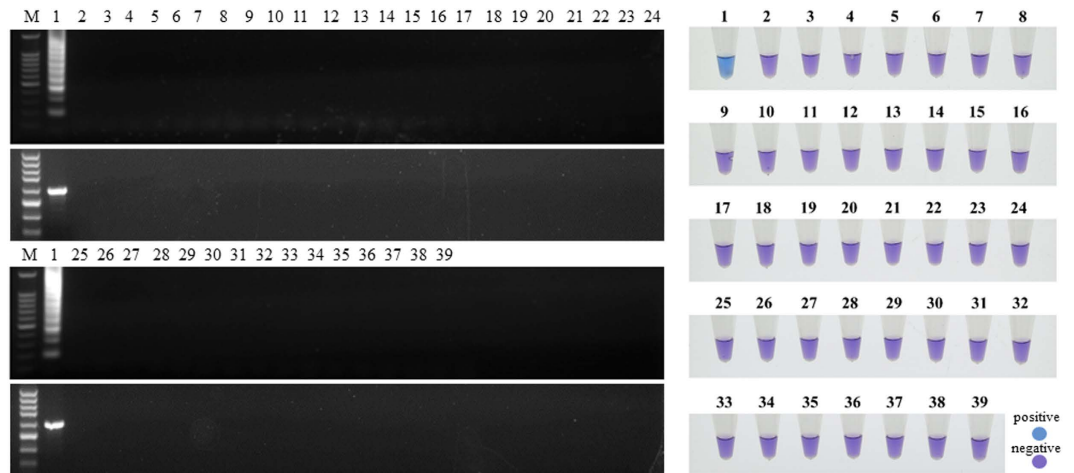 M 1 2 3 4 5 6 7 8 9 10 11 12 13 14 15 16 17 18 19 20 21 22 23 24
M 1 25 26 27 28 29 30 31 32 33 34 35 36 37 38 39
1 2 3 4 5 6 7 8
9 10 11 12 13 14 15 16
17 18 19 20 21 22 23 24
25 26 27 28 29 30 31 32
33 34 35 36 37 38 39
positive
negative